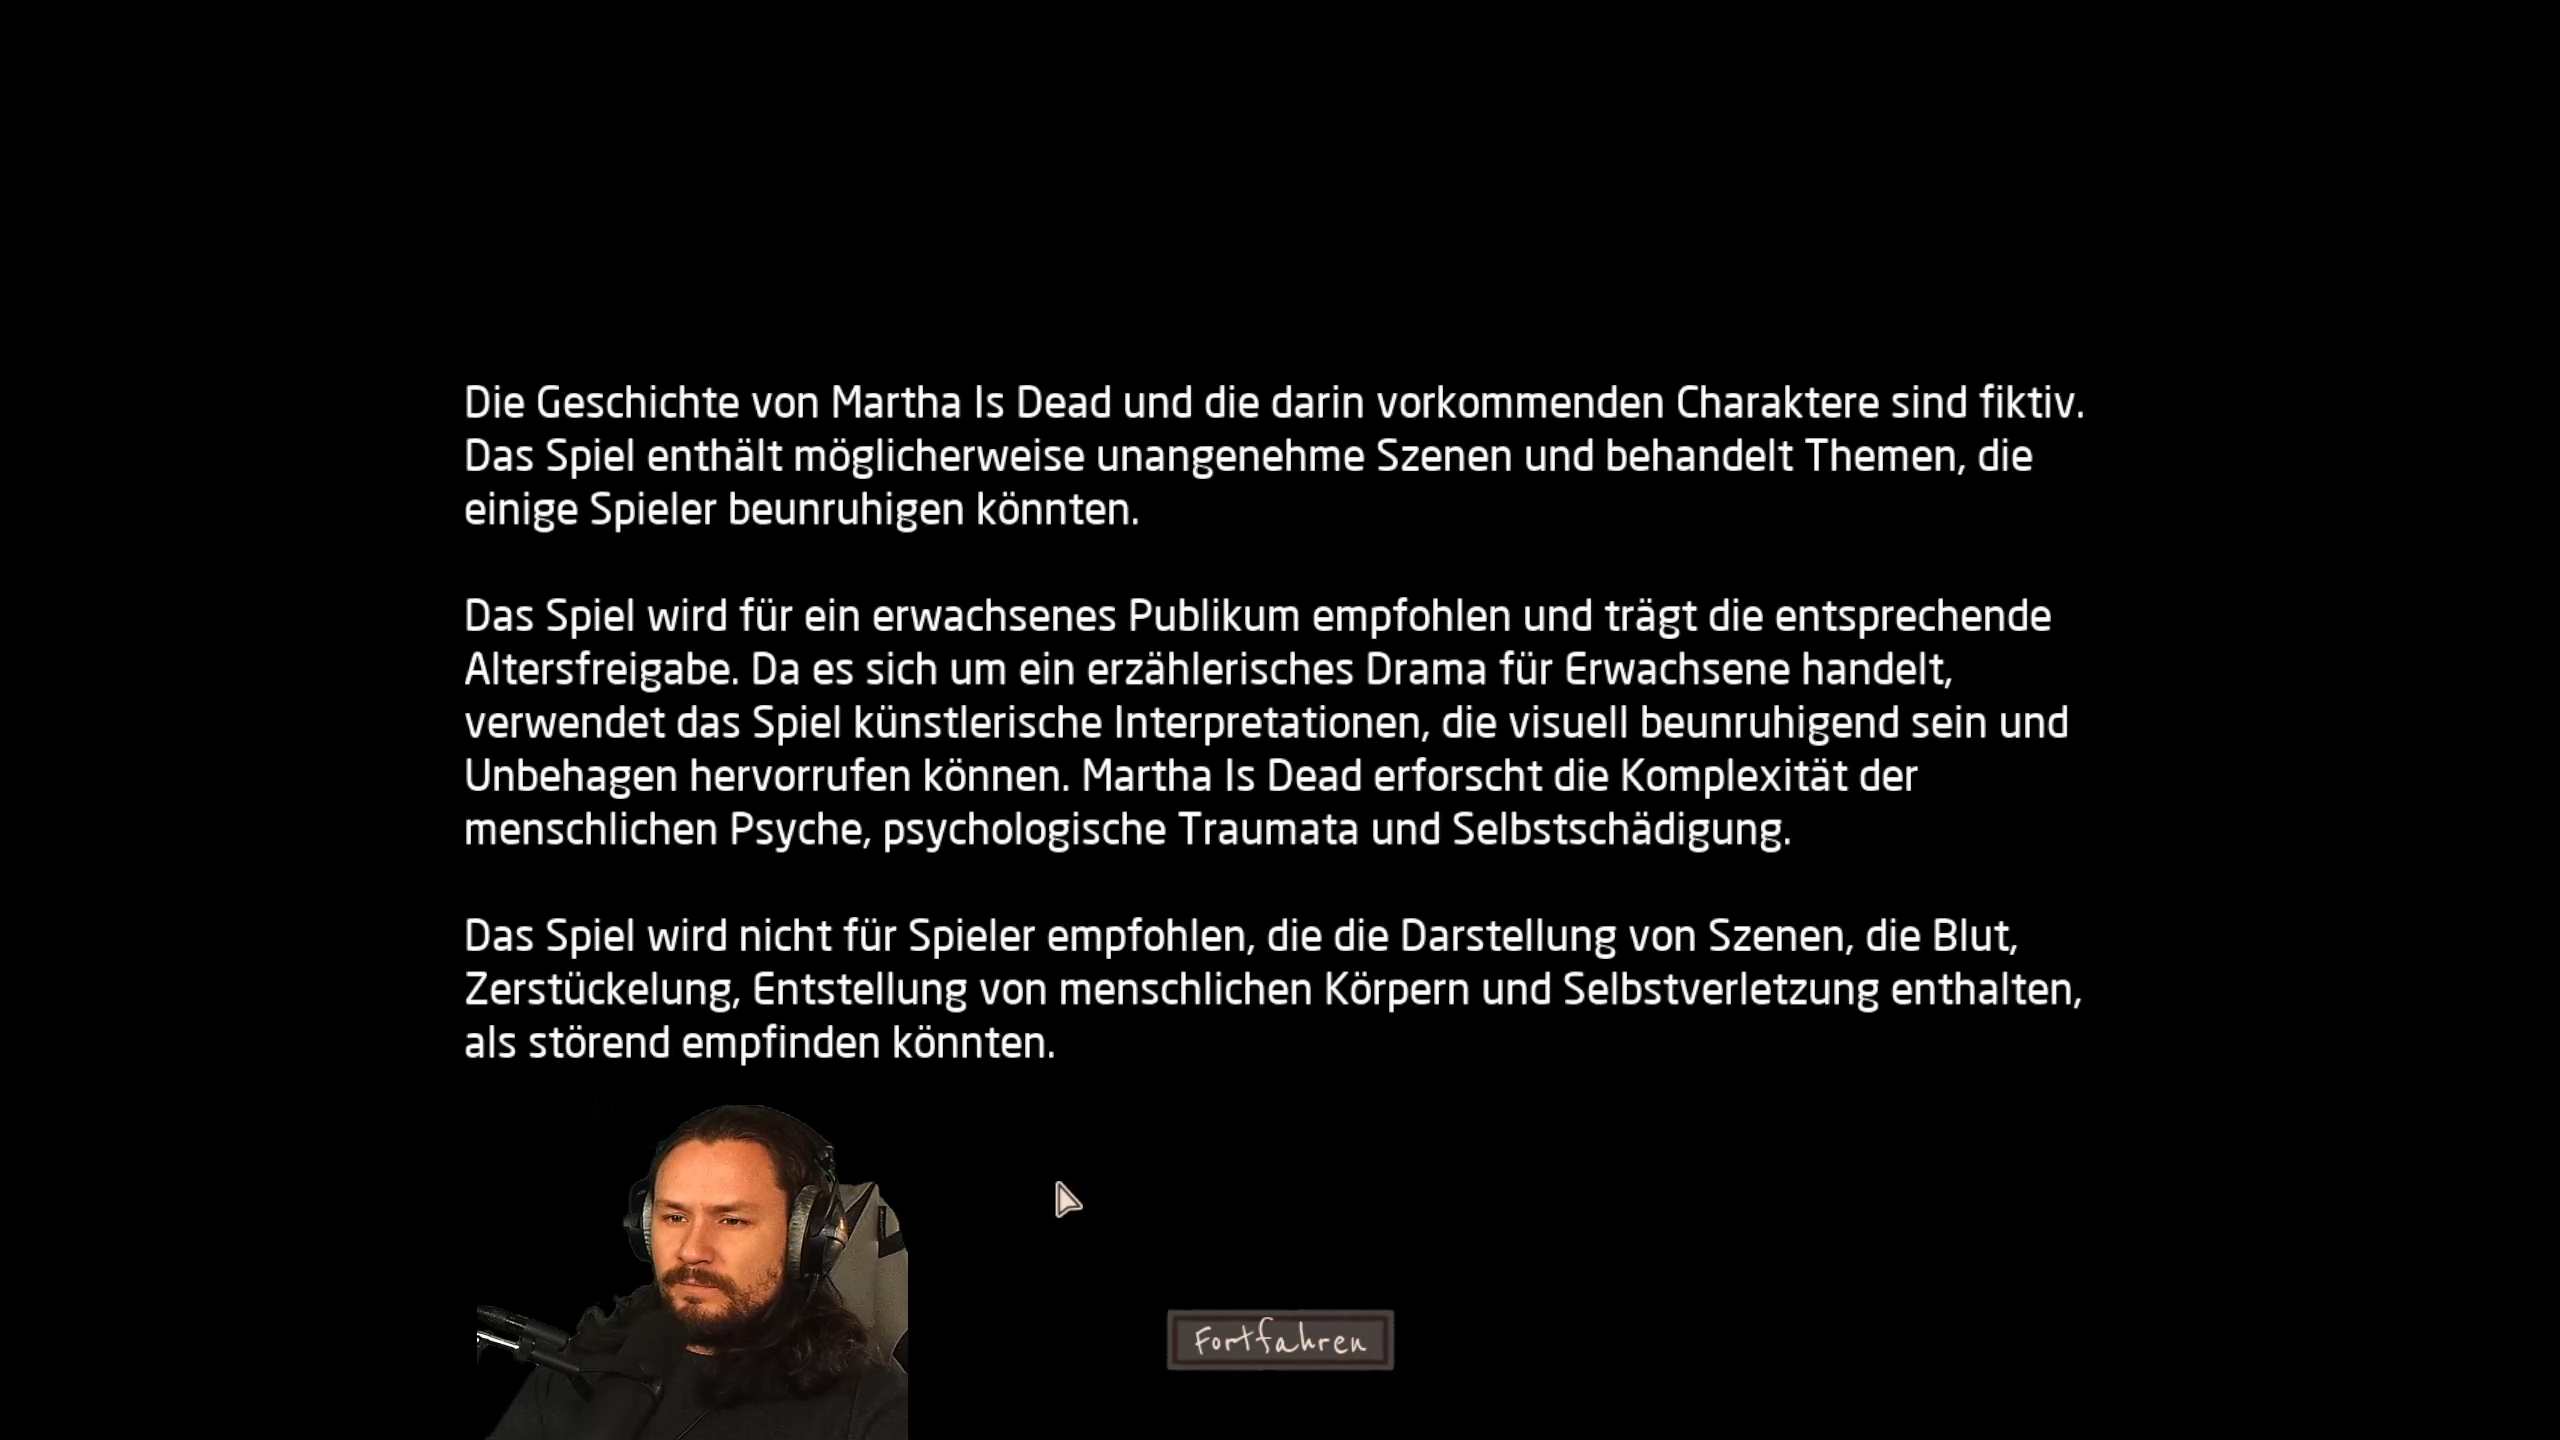 Die Geschichte von Martha Is Dead und die darin vorkommenden Charaktere sind fiktiv.
Das Spiel enthält möglicherweise unangenehme Szenen und behandelt Themen, die
einige Spieler beunruhigen könnten.
Das Spiel wird für ein erwachsenes Publikum empfohlen und trägt die entsprechende
Altersfreigabe. Da es sich um ein erzählerisches Drama für Erwachsene handelt,
verwendet das Spiel künstlerische Interpretationen, die visuell beunruhigend sein und
Unbehagen hervorrufen können. Martha Is Dead erforscht die Komplexität der
menschlichen Psyche, psychologische Traumata und Selbstschädigung.
Das Spiel wird nicht für Spieler empfohlen, die die Darstellung von Szenen, die Blut,
Zerstückelung, Entstellung von menschlichen Körpern und Selbstverletzung enthalten,
als störend empfinden könnten.
Fortfahren